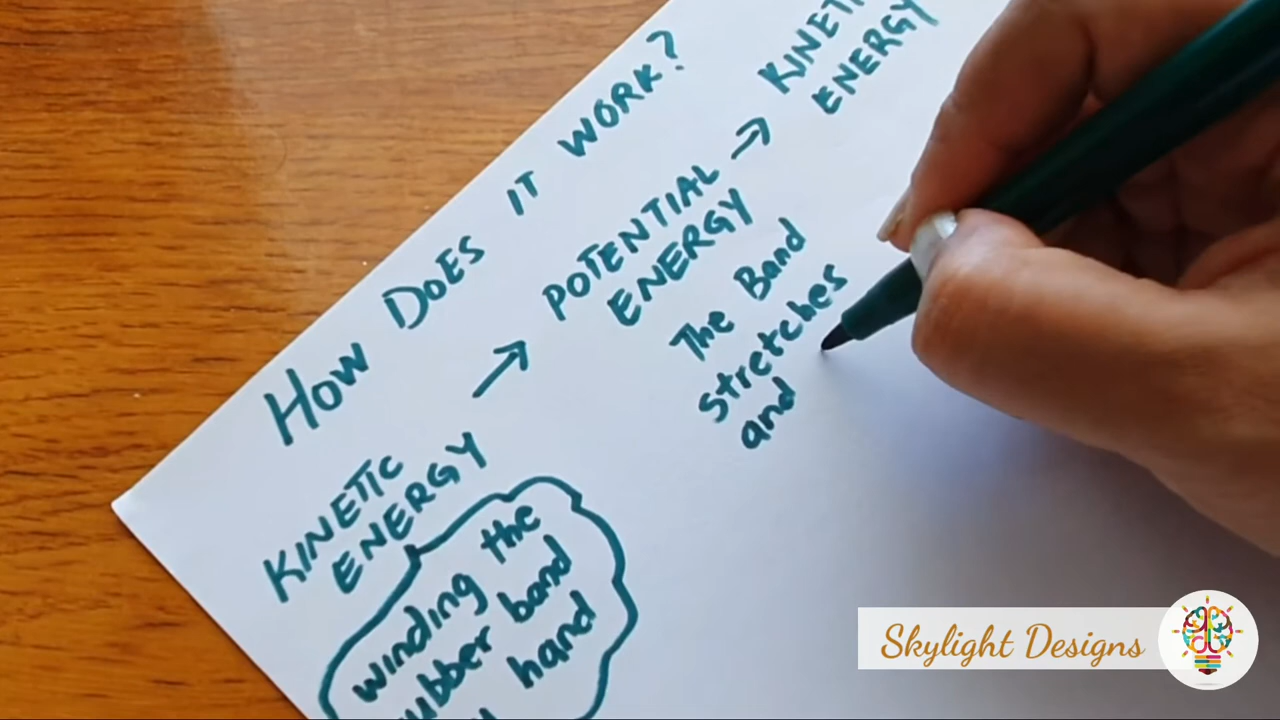 HOW DOES IT WORK?
KINETIC
ENERGY
→ POTENTIAL
ENERGY
→
ENERGY
winding the
band
hand
The Band
stretches
and
Skylight Designs